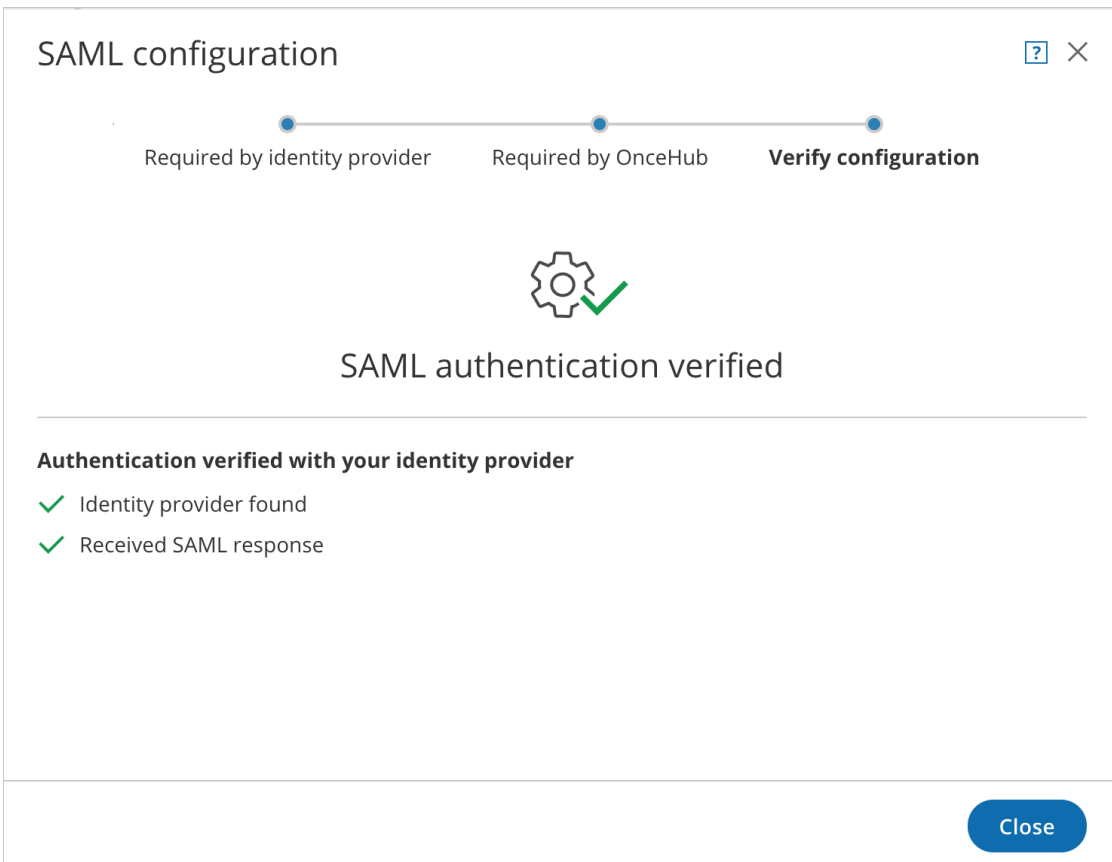 SAML configuration
?
Required by identity provider
Required by OnceHub
Verify configuration
SAML authentication verified
Authentication verified with your identity provider
Identity provider found
Received SAML response
Close